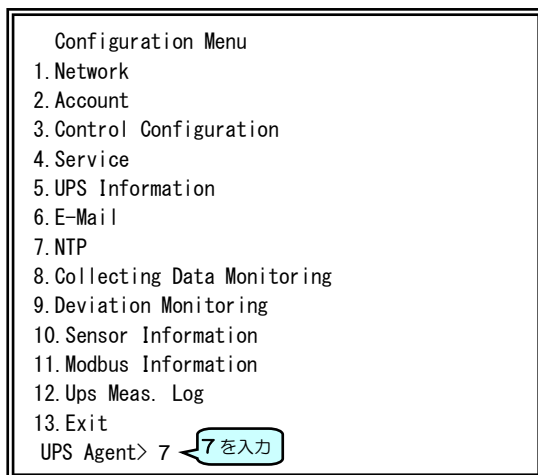 Configuration Menu
1.Network
2.Account
3.Control Configuration
4.Service
5.UPS Information
6.E-Mail
7.NTP
8.Collecting Data Monitoring
9.Deviation Monitoring
10.Sensor Information
11.Modbus Information
12.Ups Meas. Log
13.Exit
UPS Agent> 7 7 を入力